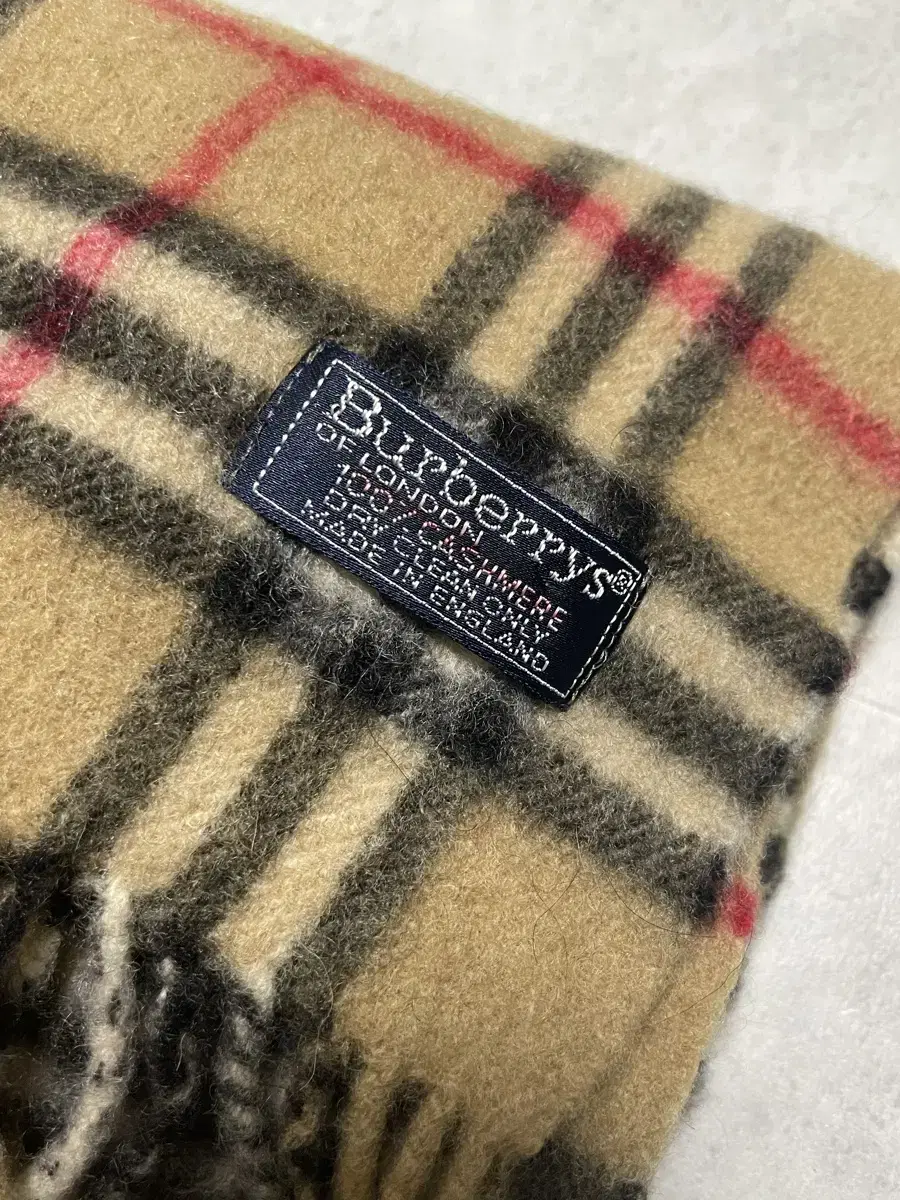 Burberrys®
OF LONDON
100% CASHMERE
DRY CLEAN ONLY
MADE IN ENGLAND